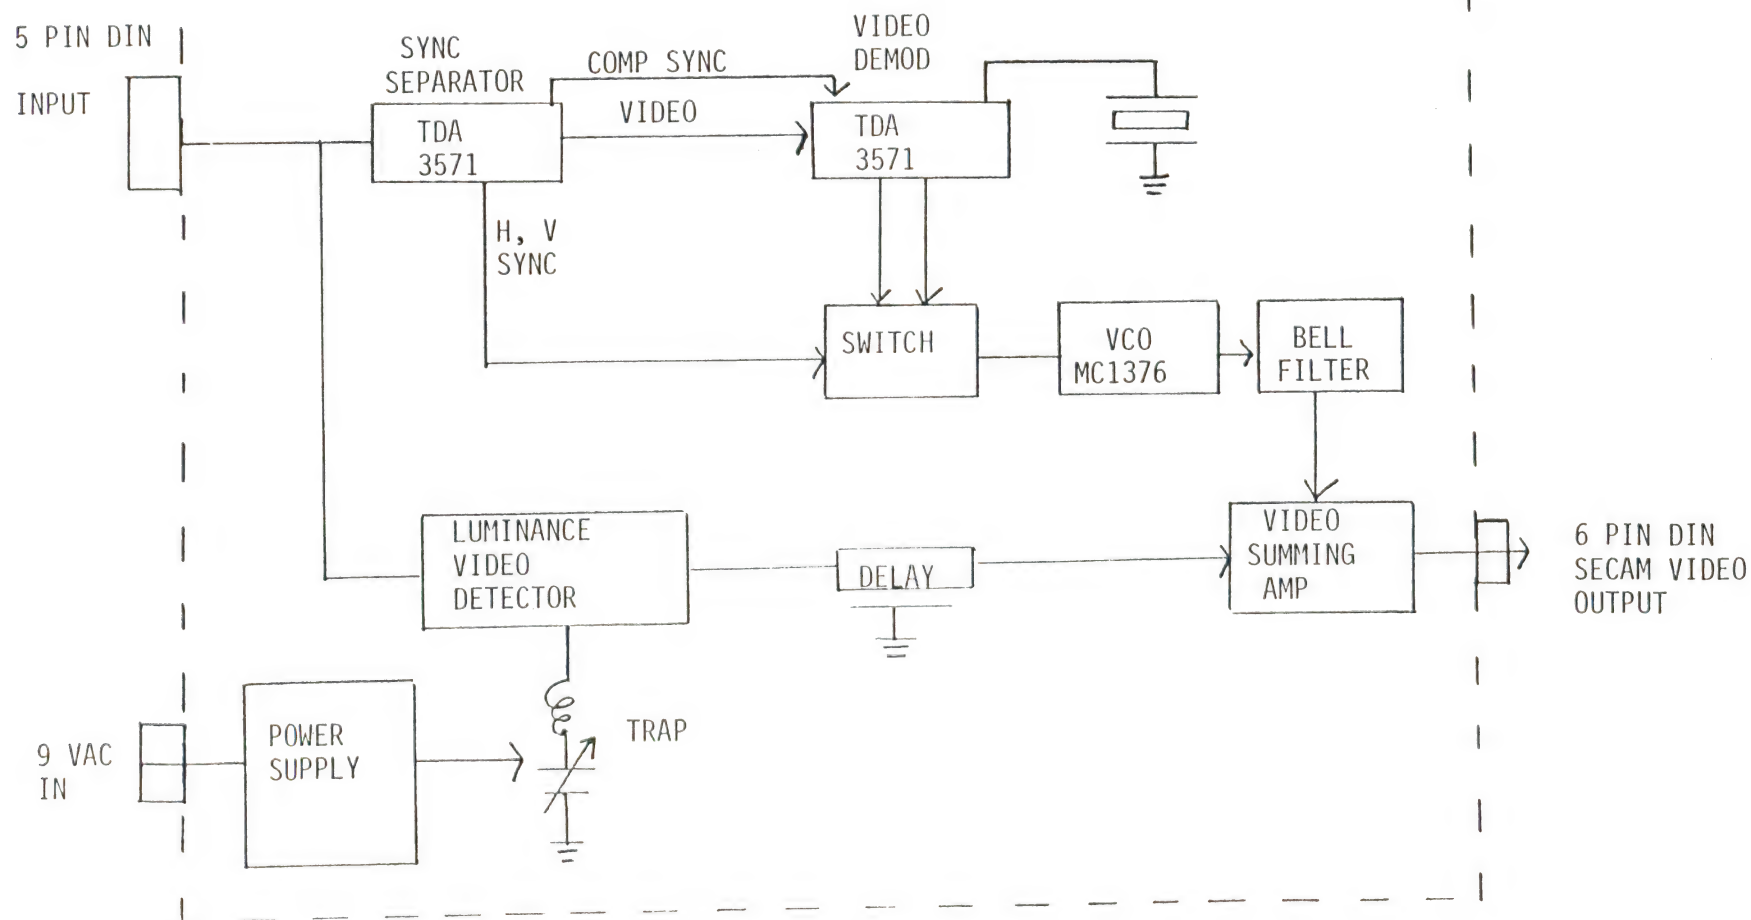 5 PIN DIN
INPUT
SYNC
SEPARATOR
TDA
3571
COMP SYNC
VIDEO
VIDEO
DEMOD
TDA
3571
H, V
SYNC
SWITCH
VCO
MC1376
BELL
FILTER
LUMINANCE
VIDEO
DETECTOR
DELAY
VIDEO
SUMMING
AMP
6 PIN DIN
SECAM VIDEO
OUTPUT
TRAP
9 VAC
IN
POWER
SUPPLY